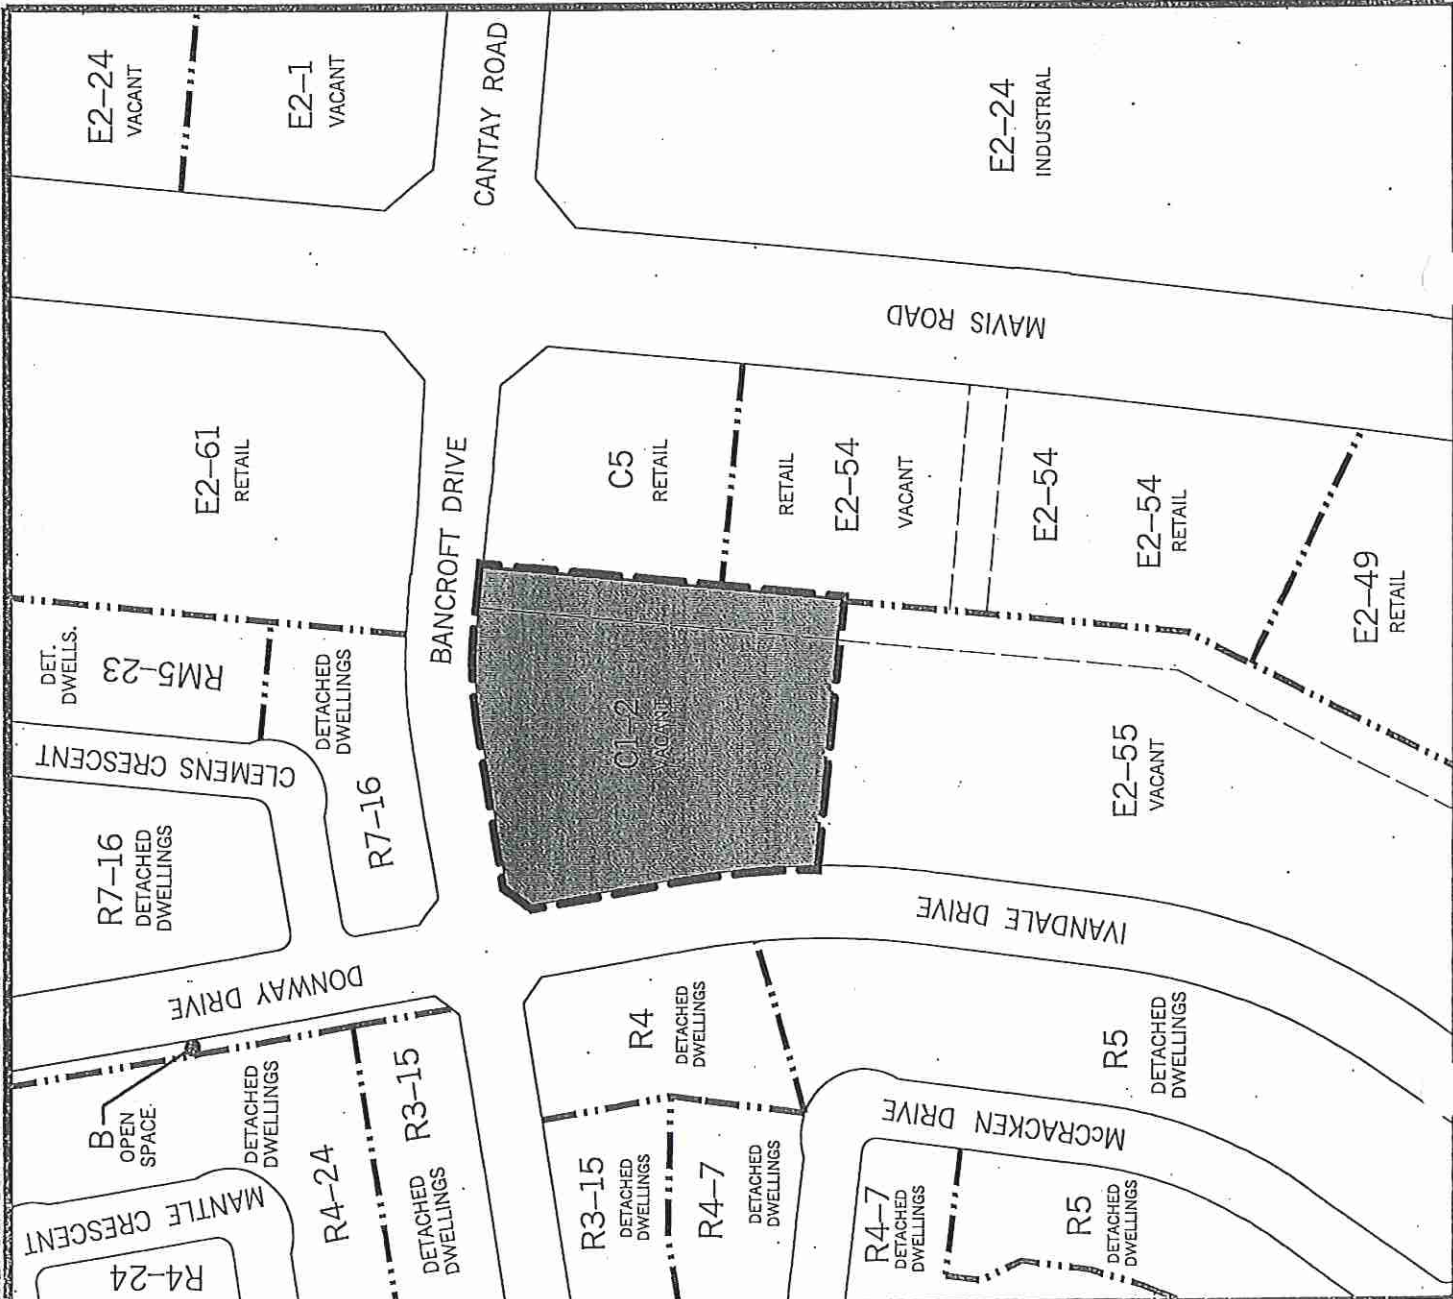 E2-24
VACANT
E2-1
VACANT
CANTAY ROAD
E2-24
INDUSTRIAL
MAVIS ROAD
E2-61
RETAIL
BANCROFT DRIVE
C5
RETAIL
RETAIL
E2-54
VACANT
E2-54
E2-54
RETAIL
E2-49
RETAIL
DET.
DWELLS.
RM5-23
DETACHED
DWELLINGS
CLEMENS CRESCENT
R7-16
R7-16
DETACHED
DWELLINGS
C1-2
VACANT
E2-55
VACANT
IVANDALE DRIVE
DONWAY DRIVE
B
OPEN
SPACE.
DETACHED
DWELLINGS
R4-24
R3-15
DETACHED
DWELLINGS
MANTLE CRESCENT
R4-24
R4
DETACHED
DWELLINGS
R5
DETACHED
DWELLINGS
McCRACKEN DRIVE
R3-15
DETACHED
DWELLINGS
R4-7
DETACHED
DWELLINGS
R4-7
DETACHED
DWELLINGS
R5
DETACHED
DWELLINGS